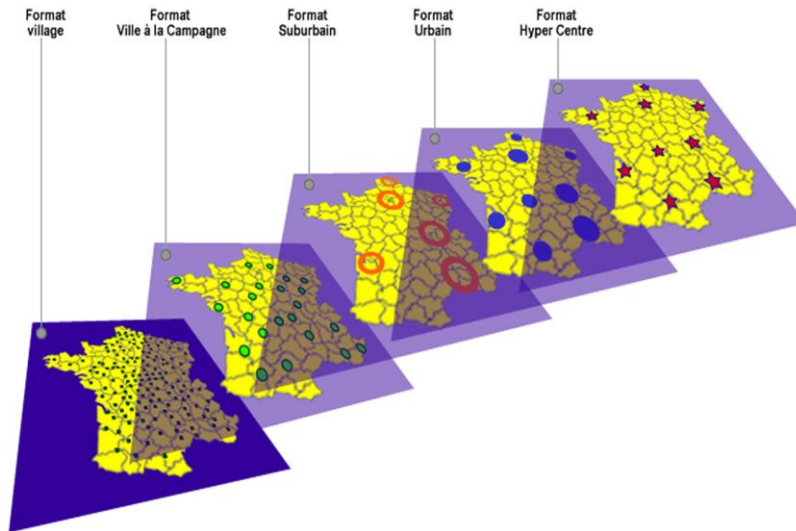 Format
village
Format
Ville à la Campagne
Format
Suburbain
Format
Urbain
Format
Hyper Centre